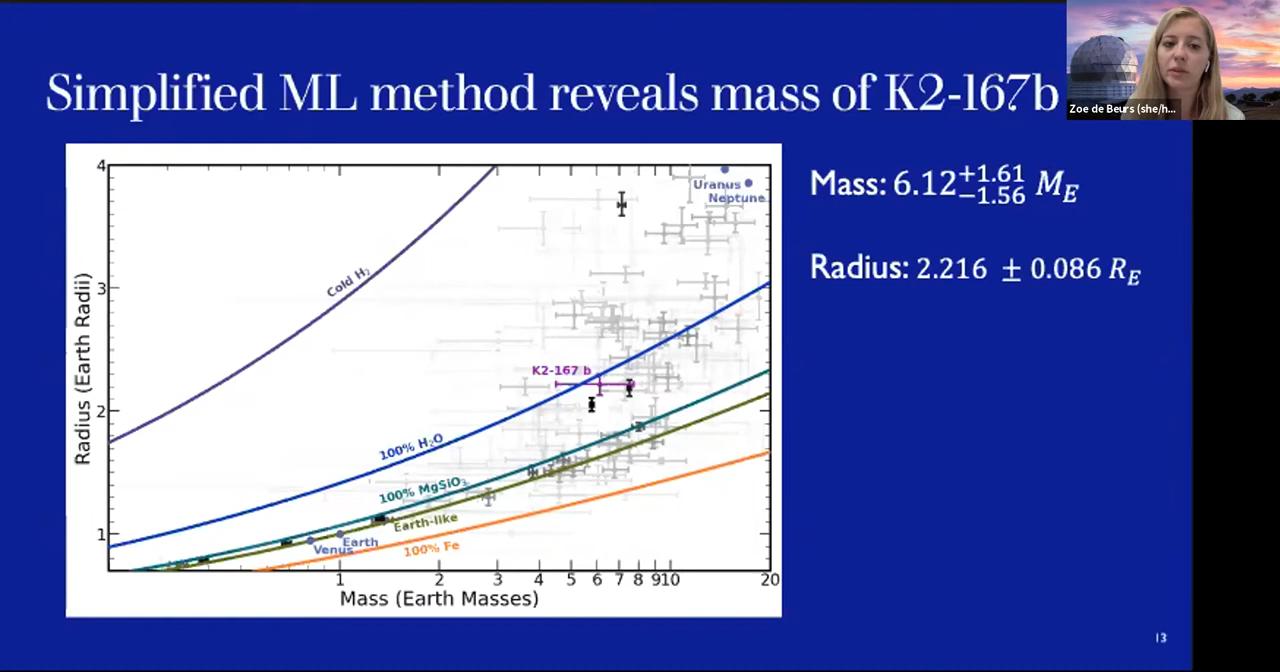 Simplified ML method reveals mass of K2-167b
Zoe de Beurs (she/h...
Mass: 6.12+1.61−1.56 M_E
Radius: 2.216 ± 0.086 R_E
4
3
2
1
Radius (Earth Radii)
Uranus
Neptune
Cold H₂
K2-167 b
100% H₂O
100% MgSiO₃
Earth-like
Venus
Earth
100% Fe
1 2 3 4 5 6 7 8 910 20
Mass (Earth Masses)
13